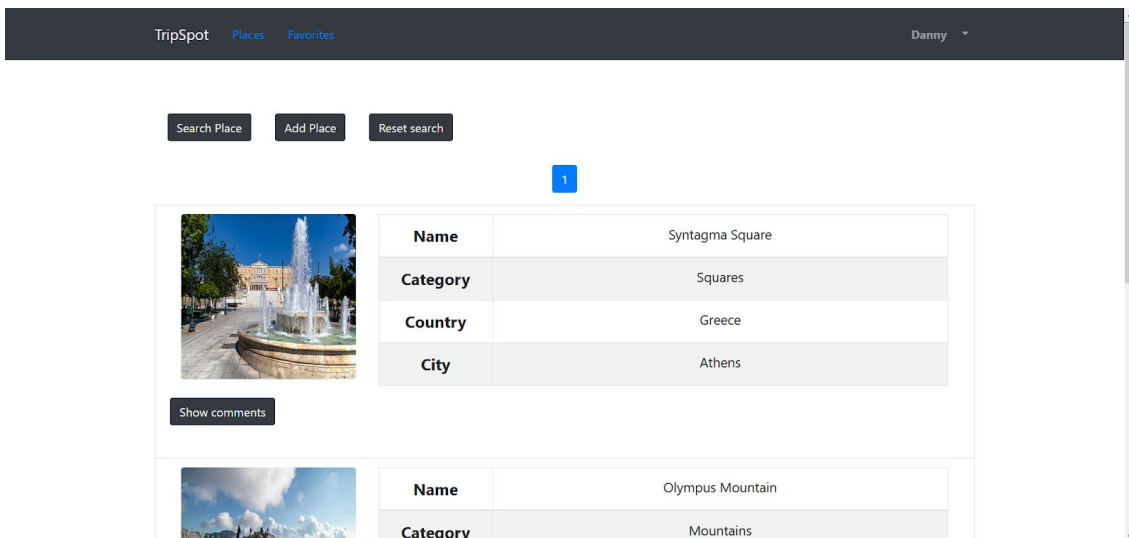 TripSpot Places Favorites Danny
Search Place Add Place Reset search
1
Name Syntagma Square
Category Squares
Country Greece
City Athens
Show comments
Name Olympus Mountain
Category Mountains